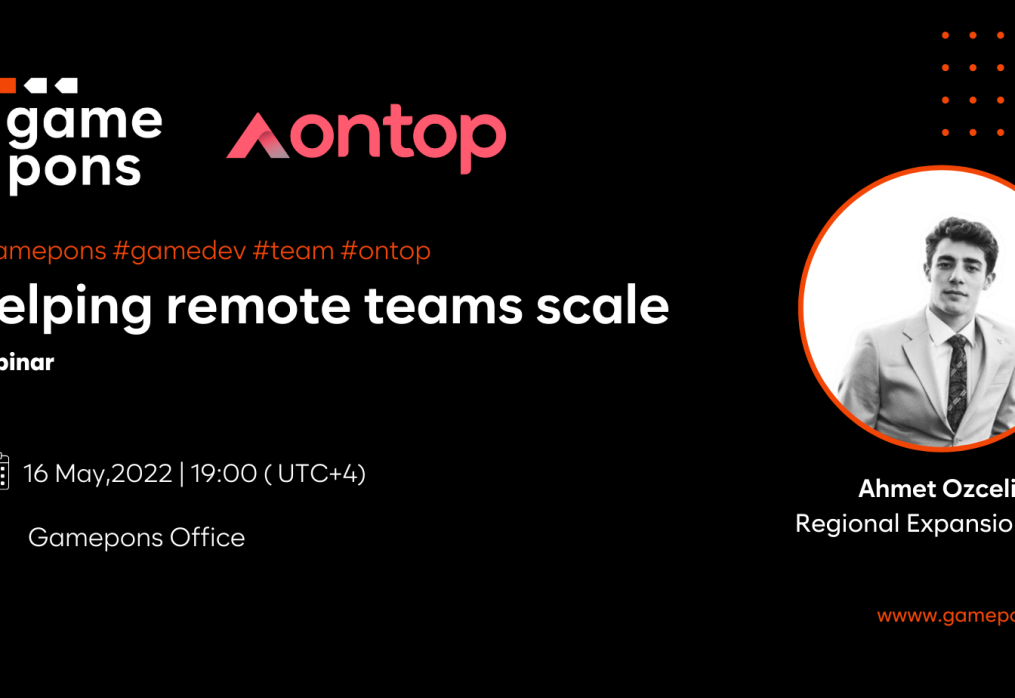 game
pons
ontop
amepons #gamedev #team #ontop
elping remote teams scale
binar
16 May,2022 | 19:00 ( UTC+4)
Gamepons Office
Ahmet Ozceli
Regional Expansio
wwww.gamepo